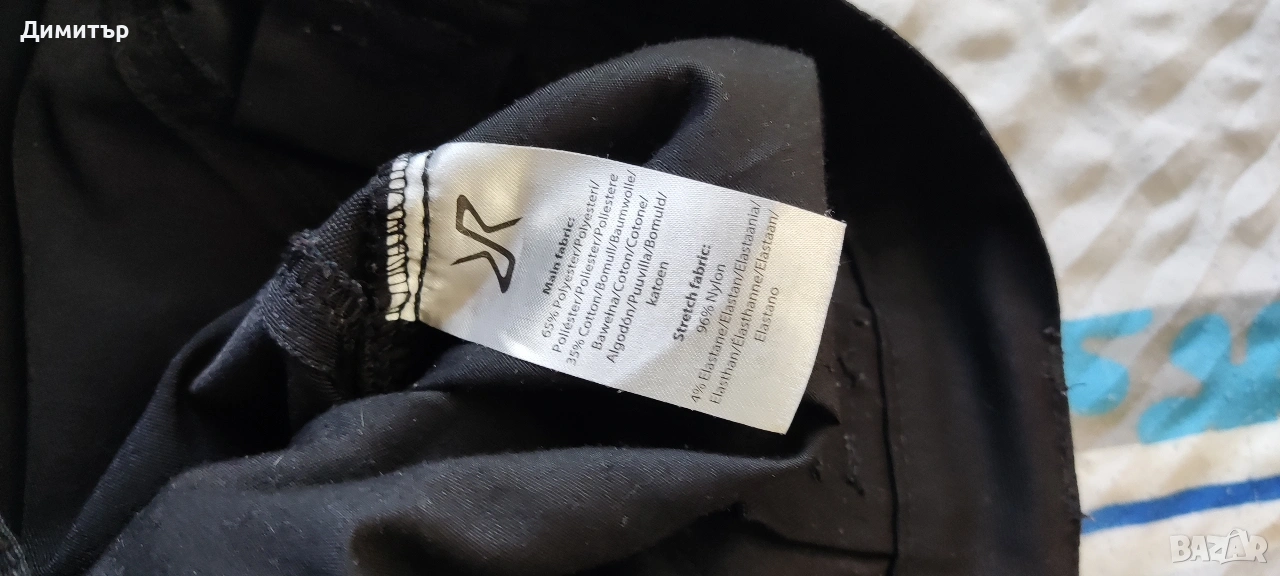 Димитър
Main fabric:
65% Polyester/Polyesteri/
Poliéster/Poliester/Poliestere
35% Cotton/Bomull/Baumwolle/
Bawełna/Coton/Cotone/
Algodón/Puuvilla/Bomuld/
katoen
Stretch fabric:
96% Nylon
4% Elastane/Elastan/Elastaania/
Elasthan/Elasthanne/Elastaan/
Elastano
BAZAR